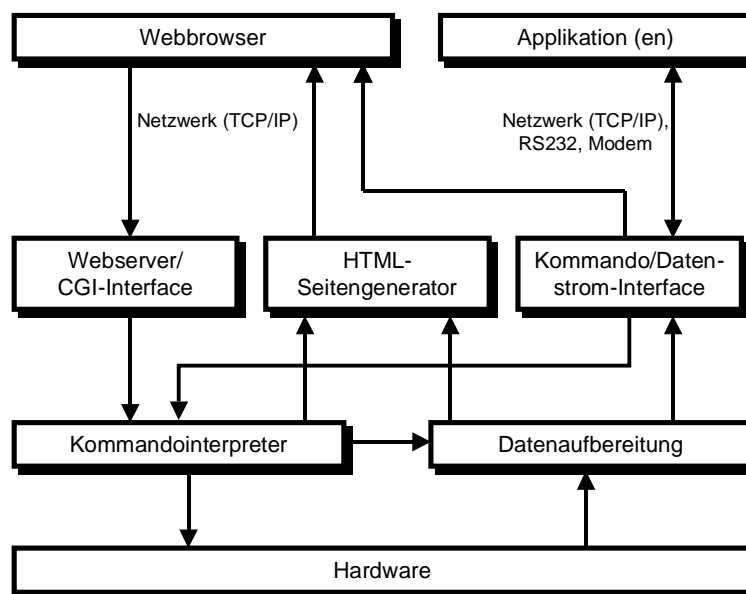 Webbrowser
Applikation (en)
Netzwerk (TCP/IP)
Netzwerk (TCP/IP),
RS232, Modem
Webserver/
CGI-Interface
HTML-
Seitengenerator
Kommando/Daten-
strom-Interface
Kommandointerpreter
Datenaufbereitung
Hardware